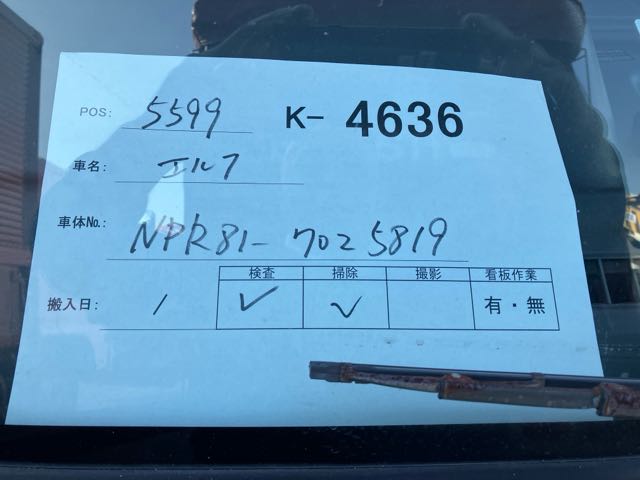 POS: 5599 K- 4636
車名: エルフ
車体No.: NPR81-7025819
検査 掃除 撮影 看板作業
搬入日: / ✓ ✓ 有・無